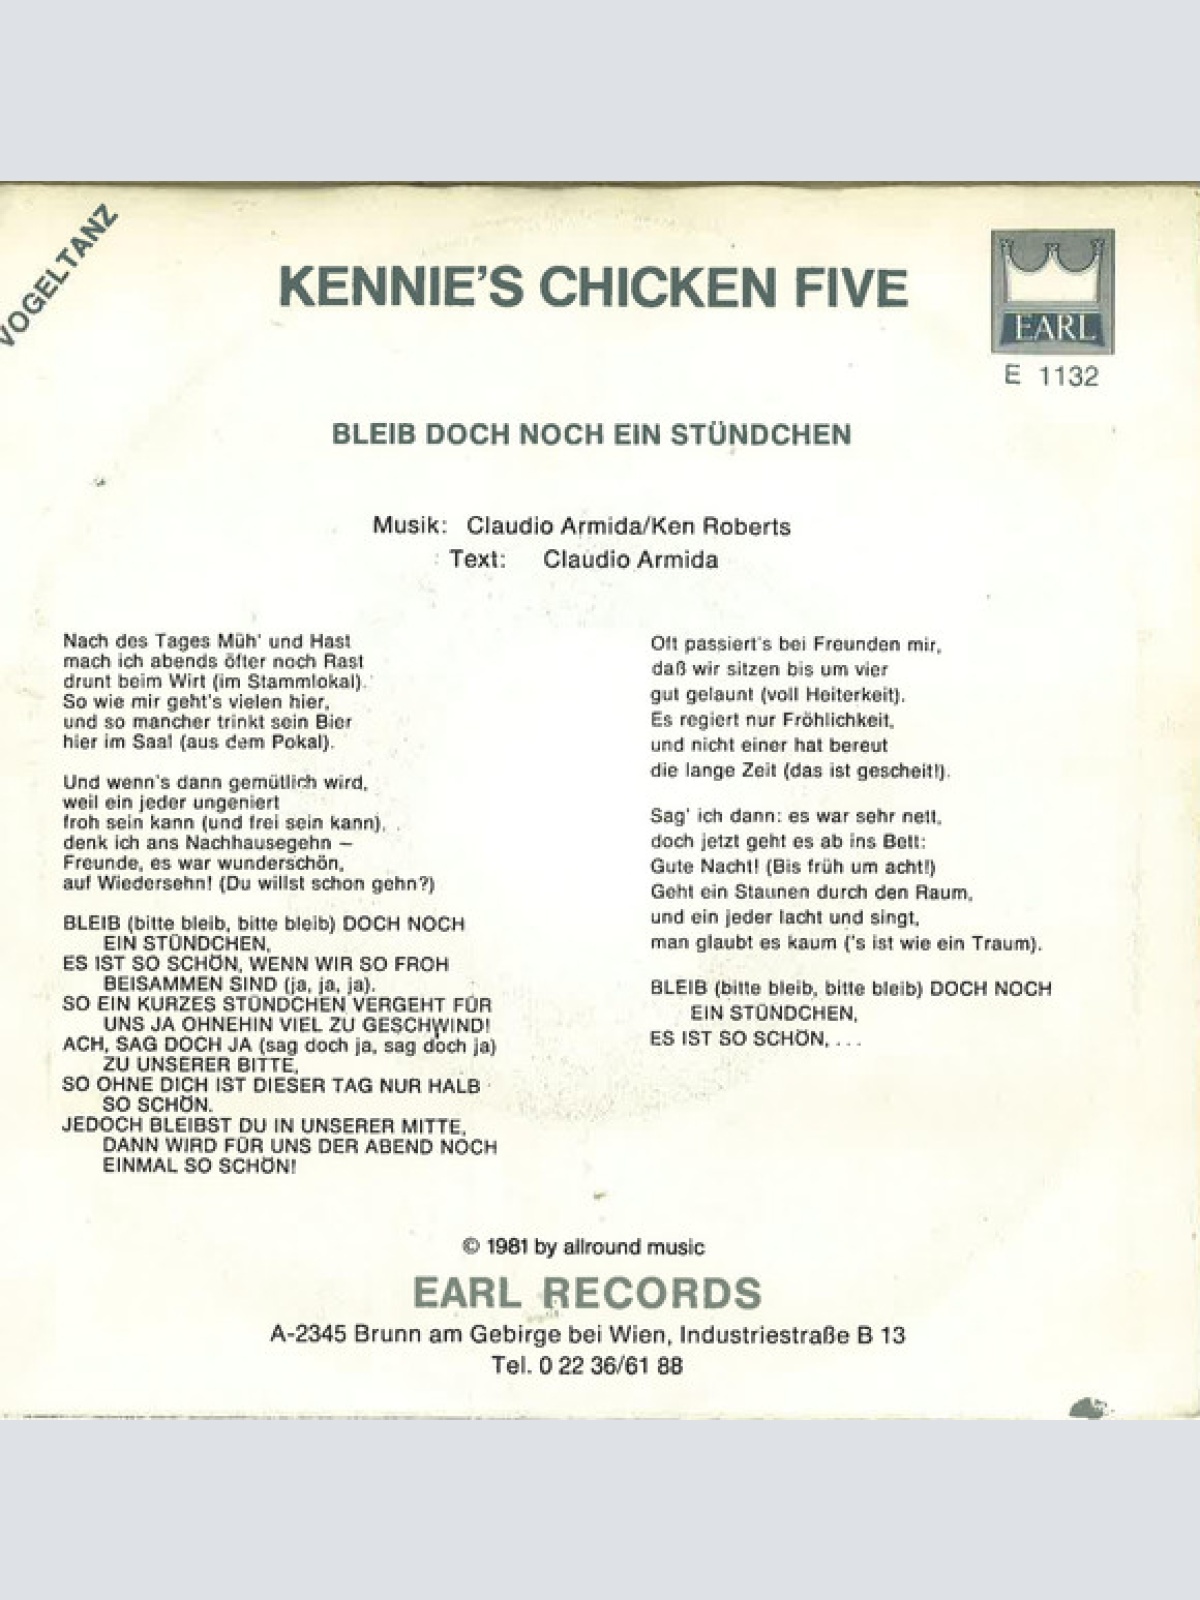 VOGELTANZ
KENNIE'S CHICKEN FIVE
EARL
E 1132
BLEIB DOCH NOCH EIN STÜNDCHEN
Musik: Claudio Armida/Ken Roberts
Text: Claudio Armida
Nach des Tages Müh' und Hast
mach ich abends öfter noch Rast
drunt beim Wirt (im Stammlokal).
So wie mir geht's vielen hier,
und so mancher trinkt sein Bier
hier im Saal (aus dem Pokal).
Und wenn's dann gemütlich wird,
weil ein jeder ungeniert
froh sein kann (und frei sein kann),
denk ich ans Nachhausegehn –
Freunde, es war wunderschön,
auf Wiedersehn! (Du willst schon gehn?)
BLEIB (bitte bleib, bitte bleib) DOCH NOCH
EIN STÜNDCHEN,
ES IST SO SCHÖN, WENN WIR SO FROH
BEISAMMEN SIND (ja, ja, ja).
SO EIN KURZES STÜNDCHEN VERGEHT FÜR
UNS JA OHNEHIN VIEL ZU GESCHWIND!
ACH, SAG DOCH JA (sag doch ja, sag doch ja)
ZU UNSERER BITTE,
SO OHNE DICH IST DIESER TAG NUR HALB
SO SCHÖN.
JEDOCH BLEIBST DU IN UNSERER MITTE,
DANN WIRD FÜR UNS DER ABEND NOCH
EINMAL SO SCHÖN!
Oft passiert's bei Freunden mir,
daß wir sitzen bis um vier
gut gelaunt (voll Heiterkeit).
Es regiert nur Fröhlichkeit,
und nicht einer hat bereut
die lange Zeit (das ist gescheit!).
Sag' ich dann: es war sehr nett,
doch jetzt geht es ab ins Bett:
Gute Nacht! (Bis früh um acht!)
Geht ein Staunen durch den Raum,
und ein jeder lacht und singt,
man glaubt es kaum ('s ist wie ein Traum).
BLEIB (bitte bleib, bitte bleib) DOCH NOCH
EIN STÜNDCHEN,
ES IST SO SCHÖN, ...
© 1981 by allround music
EARL RECORDS
A-2345 Brunn am Gebirge bei Wien, Industriestraße B 13
Tel. 0 22 36/61 88